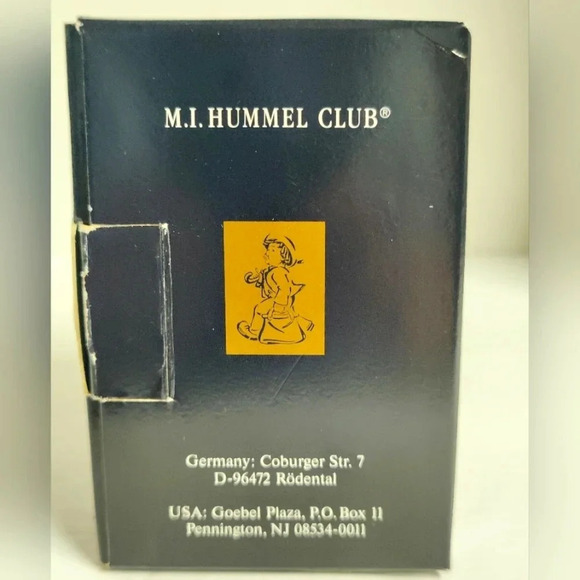 M.I. HUMMEL CLUB®
Germany: Coburger Str. 7
D-96472 Rödental
USA: Goebel Plaza, P.O. Box 11
Pennington, NJ 08534-0011